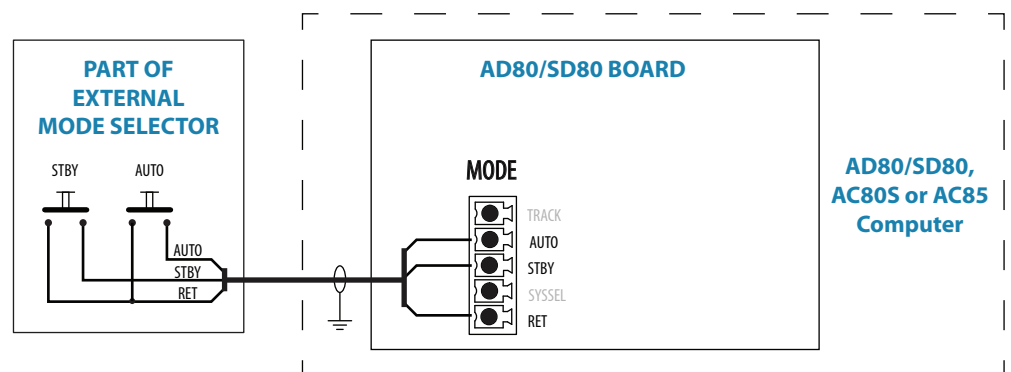 PART OF
EXTERNAL
MODE SELECTOR
STBY
AUTO
AUTO
STBY
RET
AD80/SD80 BOARD
MODE
TRACK
AUTO
STBY
SYSSEL
RET
AD80/SD80,
AC80S or AC85
Computer